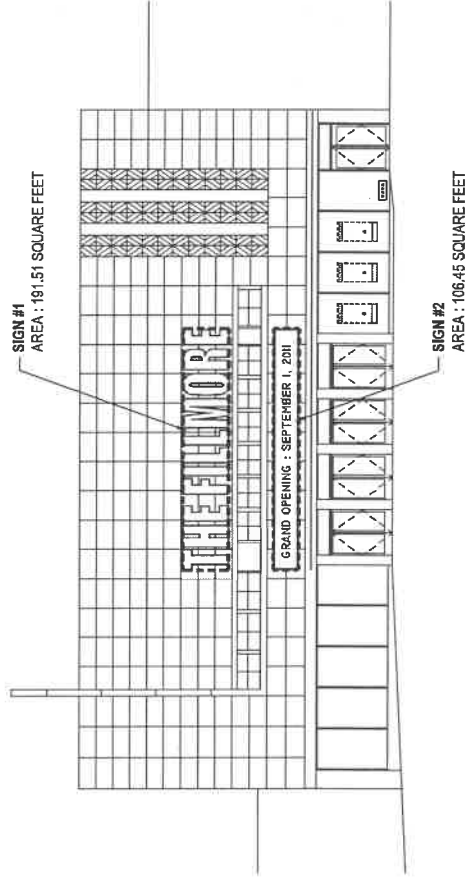 SIGN #1
AREA : 191.51 SQUARE FEET
THE FILLMORE
GRAND OPENING : SEPTEMBER 1, 2011
SIGN #2
AREA : 106.45 SQUARE FEET